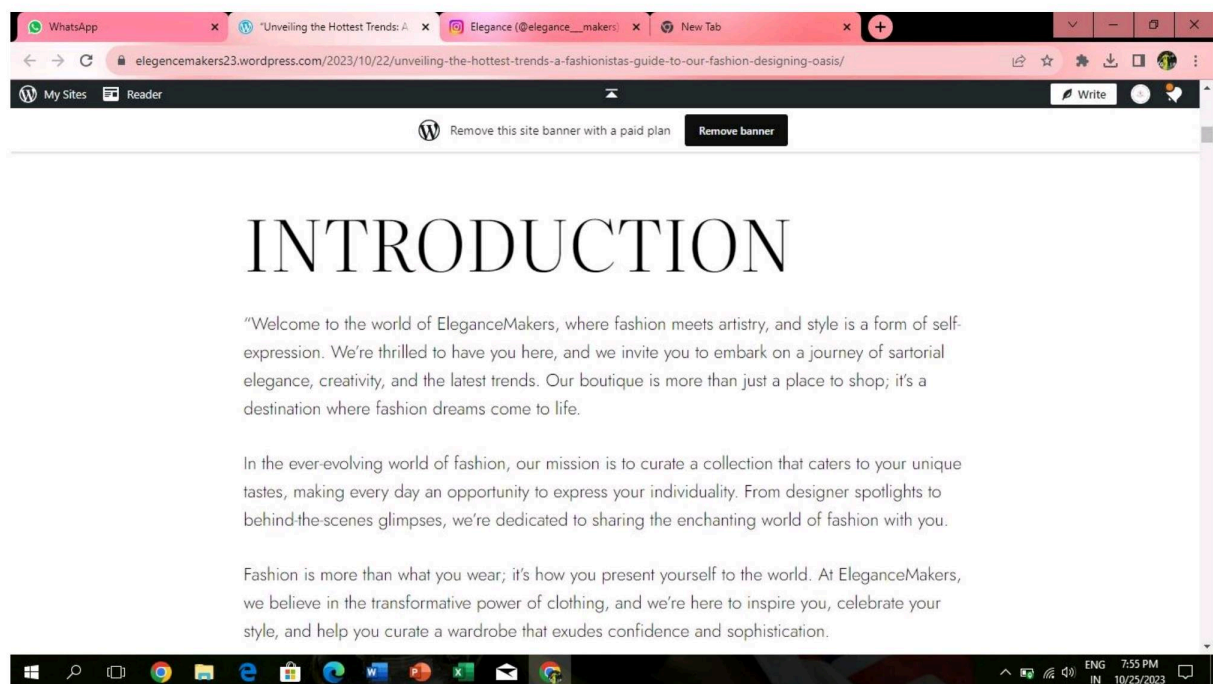 WhatsApp
"Unveiling the Hottest Trends: A
Elegance (@elegance__makers)
New Tab
elegencemakers23.wordpress.com/2023/10/22/unveiling-the-hottest-trends-a-fashionistas-guide-to-our-fashion-designing-oasis/
My Sites Reader Write
Remove this site banner with a paid plan Remove banner
INTRODUCTION
“Welcome to the world of EleganceMakers, where fashion meets artistry, and style is a form of self-
expression. We’re thrilled to have you here, and we invite you to embark on a journey of sartorial
elegance, creativity, and the latest trends. Our boutique is more than just a place to shop; it’s a
destination where fashion dreams come to life.
In the ever-evolving world of fashion, our mission is to curate a collection that caters to your unique
tastes, making every day an opportunity to express your individuality. From designer spotlights to
behind-the-scenes glimpses, we’re dedicated to sharing the enchanting world of fashion with you.
Fashion is more than what you wear; it’s how you present yourself to the world. At EleganceMakers,
we believe in the transformative power of clothing, and we’re here to inspire you, celebrate your
style, and help you curate a wardrobe that exudes confidence and sophistication.
ENG 7:55 PM
IN 10/25/2023